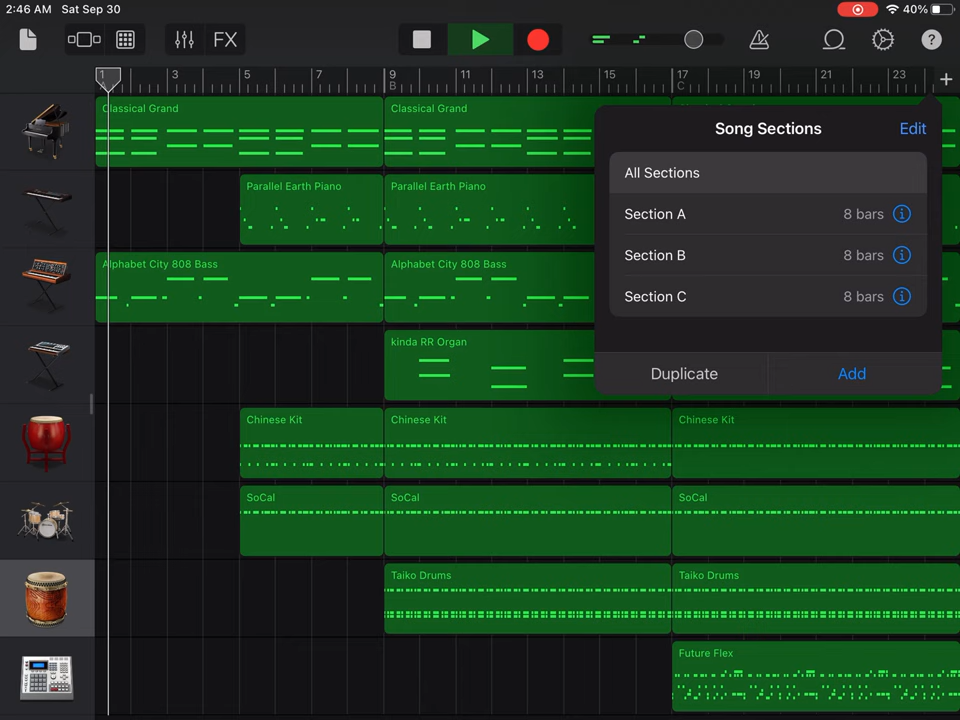 2:46 AM Sat Sep 30
40%
FX
?
1 3 5 7 9 11 13 15 17 19 21 23 +
A B C
Classical Grand Classical Grand
Song Sections Edit
All Sections
Section A 8 bars i
Section B 8 bars i
Section C 8 bars i
Duplicate Add
Parallel Earth Piano Parallel Earth Piano
Alphabet City 808 Bass Alphabet City 808 Bass
kinda RR Organ
Chinese Kit Chinese Kit Chinese Kit
SoCal SoCal SoCal
Taiko Drums Taiko Drums
Future Flex